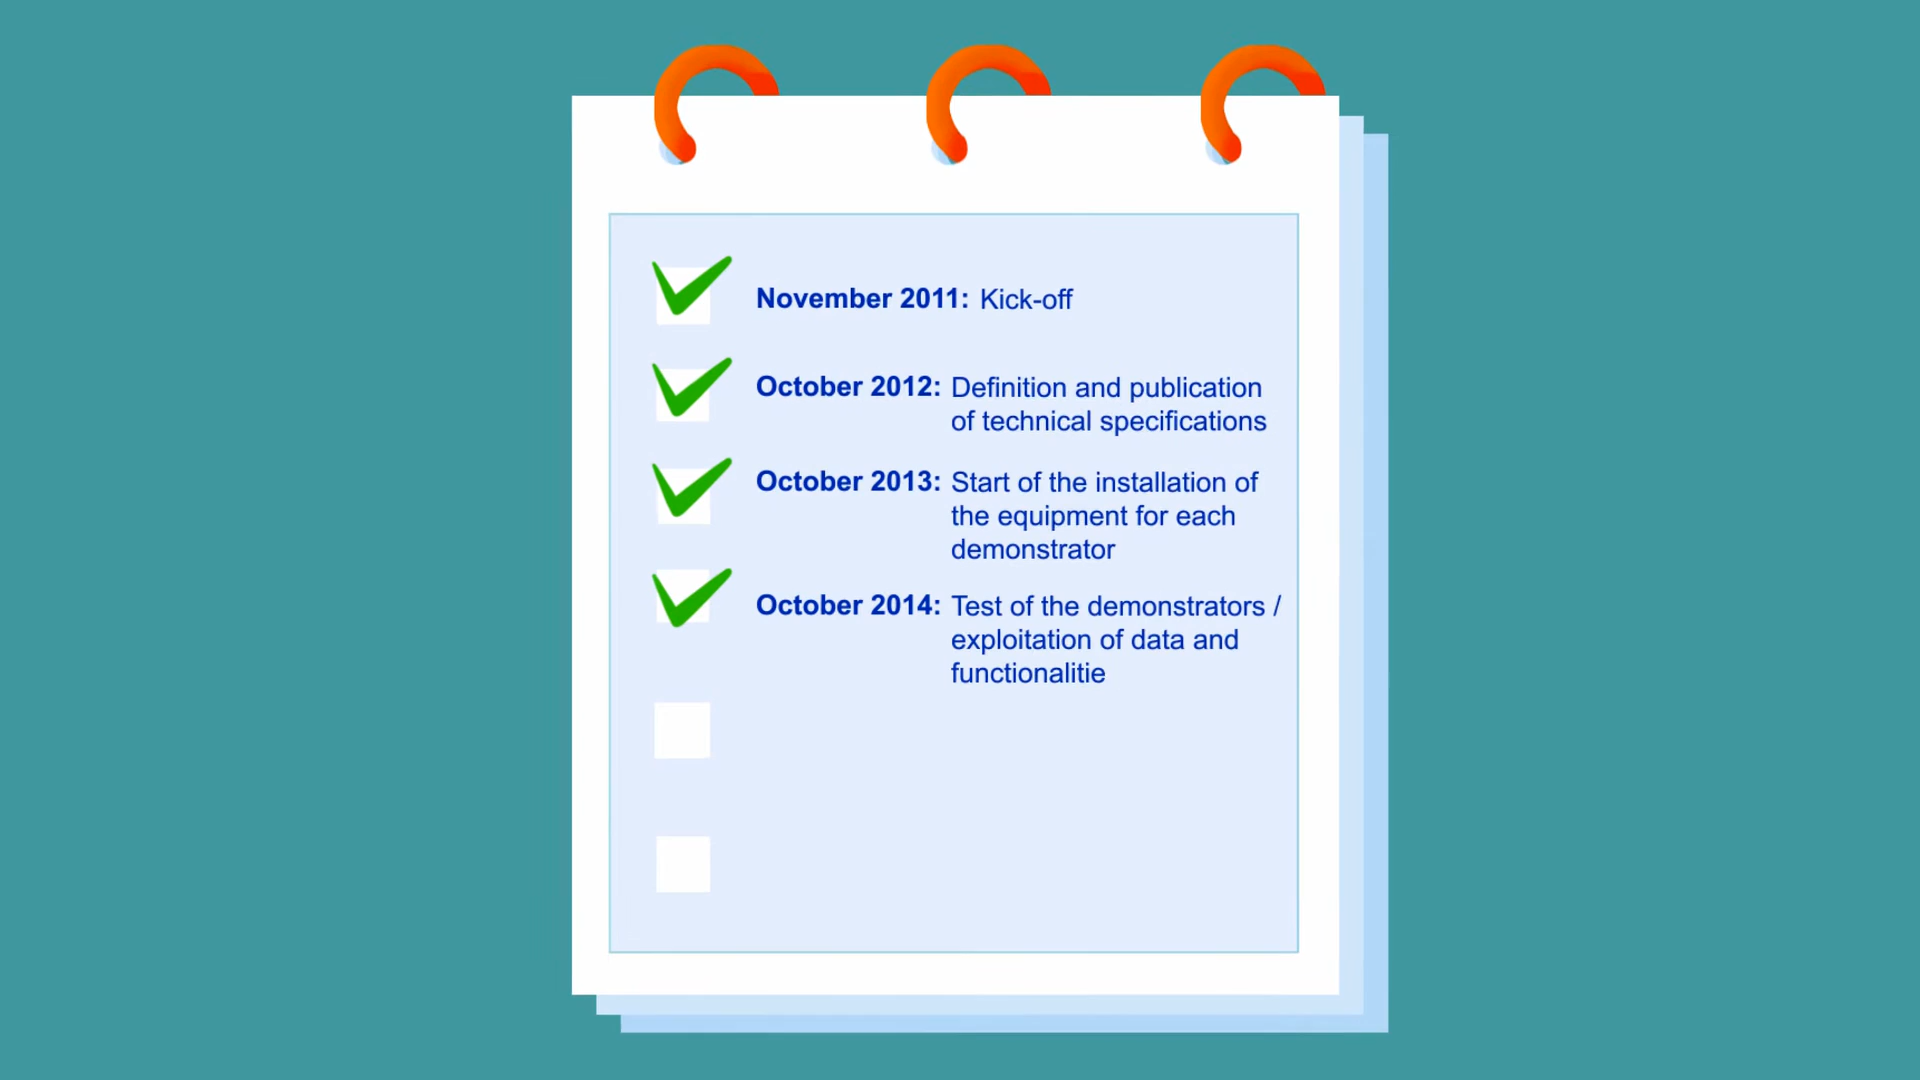 November 2011: Kick-off
October 2012: Definition and publication
of technical specifications
October 2013: Start of the installation of
the equipment for each
demonstrator
October 2014: Test of the demonstrators /
exploitation of data and
functionalitie